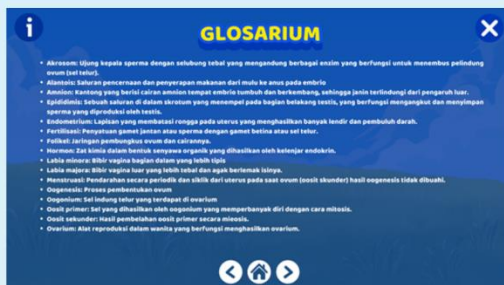 GLOSARIUM
• Akrosom: Ujung kepala sperma dengan selubung tebal yang mengandung berbagai enzim yang berfungsi untuk menembus pelindung
ovum (sel telur).
• Alantois: Saluran pencernaan dan penyerapan makanan dari mulu ke anus pada embrio
• Amnion: Kantong yang berisi cairan amnion tempat embrio tumbuh dan berkembang, sehingga janin terlindungi dari pengaruh luar.
• Epididimis: Sebuah saluran di dalam skrotum yang menempel pada bagian belakang testis, yang berfungsi mengangkut dan menyimpan
sperma yang diproduksi oleh testis.
• Endometrium: Lapisan yang membatasi rongga pada uterus yang menghasilkan banyak lendir dan pembuluh darah.
• Fertilisasi: Penyatuan gamet jantan atau sperma dengan gamet betina atau sel telur.
• Folikel: Jaringan pembungkus ovum dan cairannya.
• Hormon: Zat kimia dalam bentuk senyawa organik yang dihasilkan oleh kelenjar endokrin.
• Labia minora: Bibir vagina bagian dalam yang lebih tipis
• Labia majora: Bibir vagina luar yang lebih tebal dan agak berlemak isinya.
• Menstruasi: Pendarahan secara periodik dan siklik dari uterus pada saat ovum (oosit skunder) hasil oogenesis tidak dibuahi.
• Oogenesis: Proses pembentukan ovum
• Oogonium: Sel indung telur yang terdapat di ovarium
• Oosit primer: Sel yang dihasilkan oleh oogonium yang memperbanyak diri dengan cara mitosis.
• Oosit sekunder: Hasil pembelahan oosit primer secara mieosis.
• Ovarium: Alat reproduksi dalam wanita yang berfungsi menghasilkan ovarium.